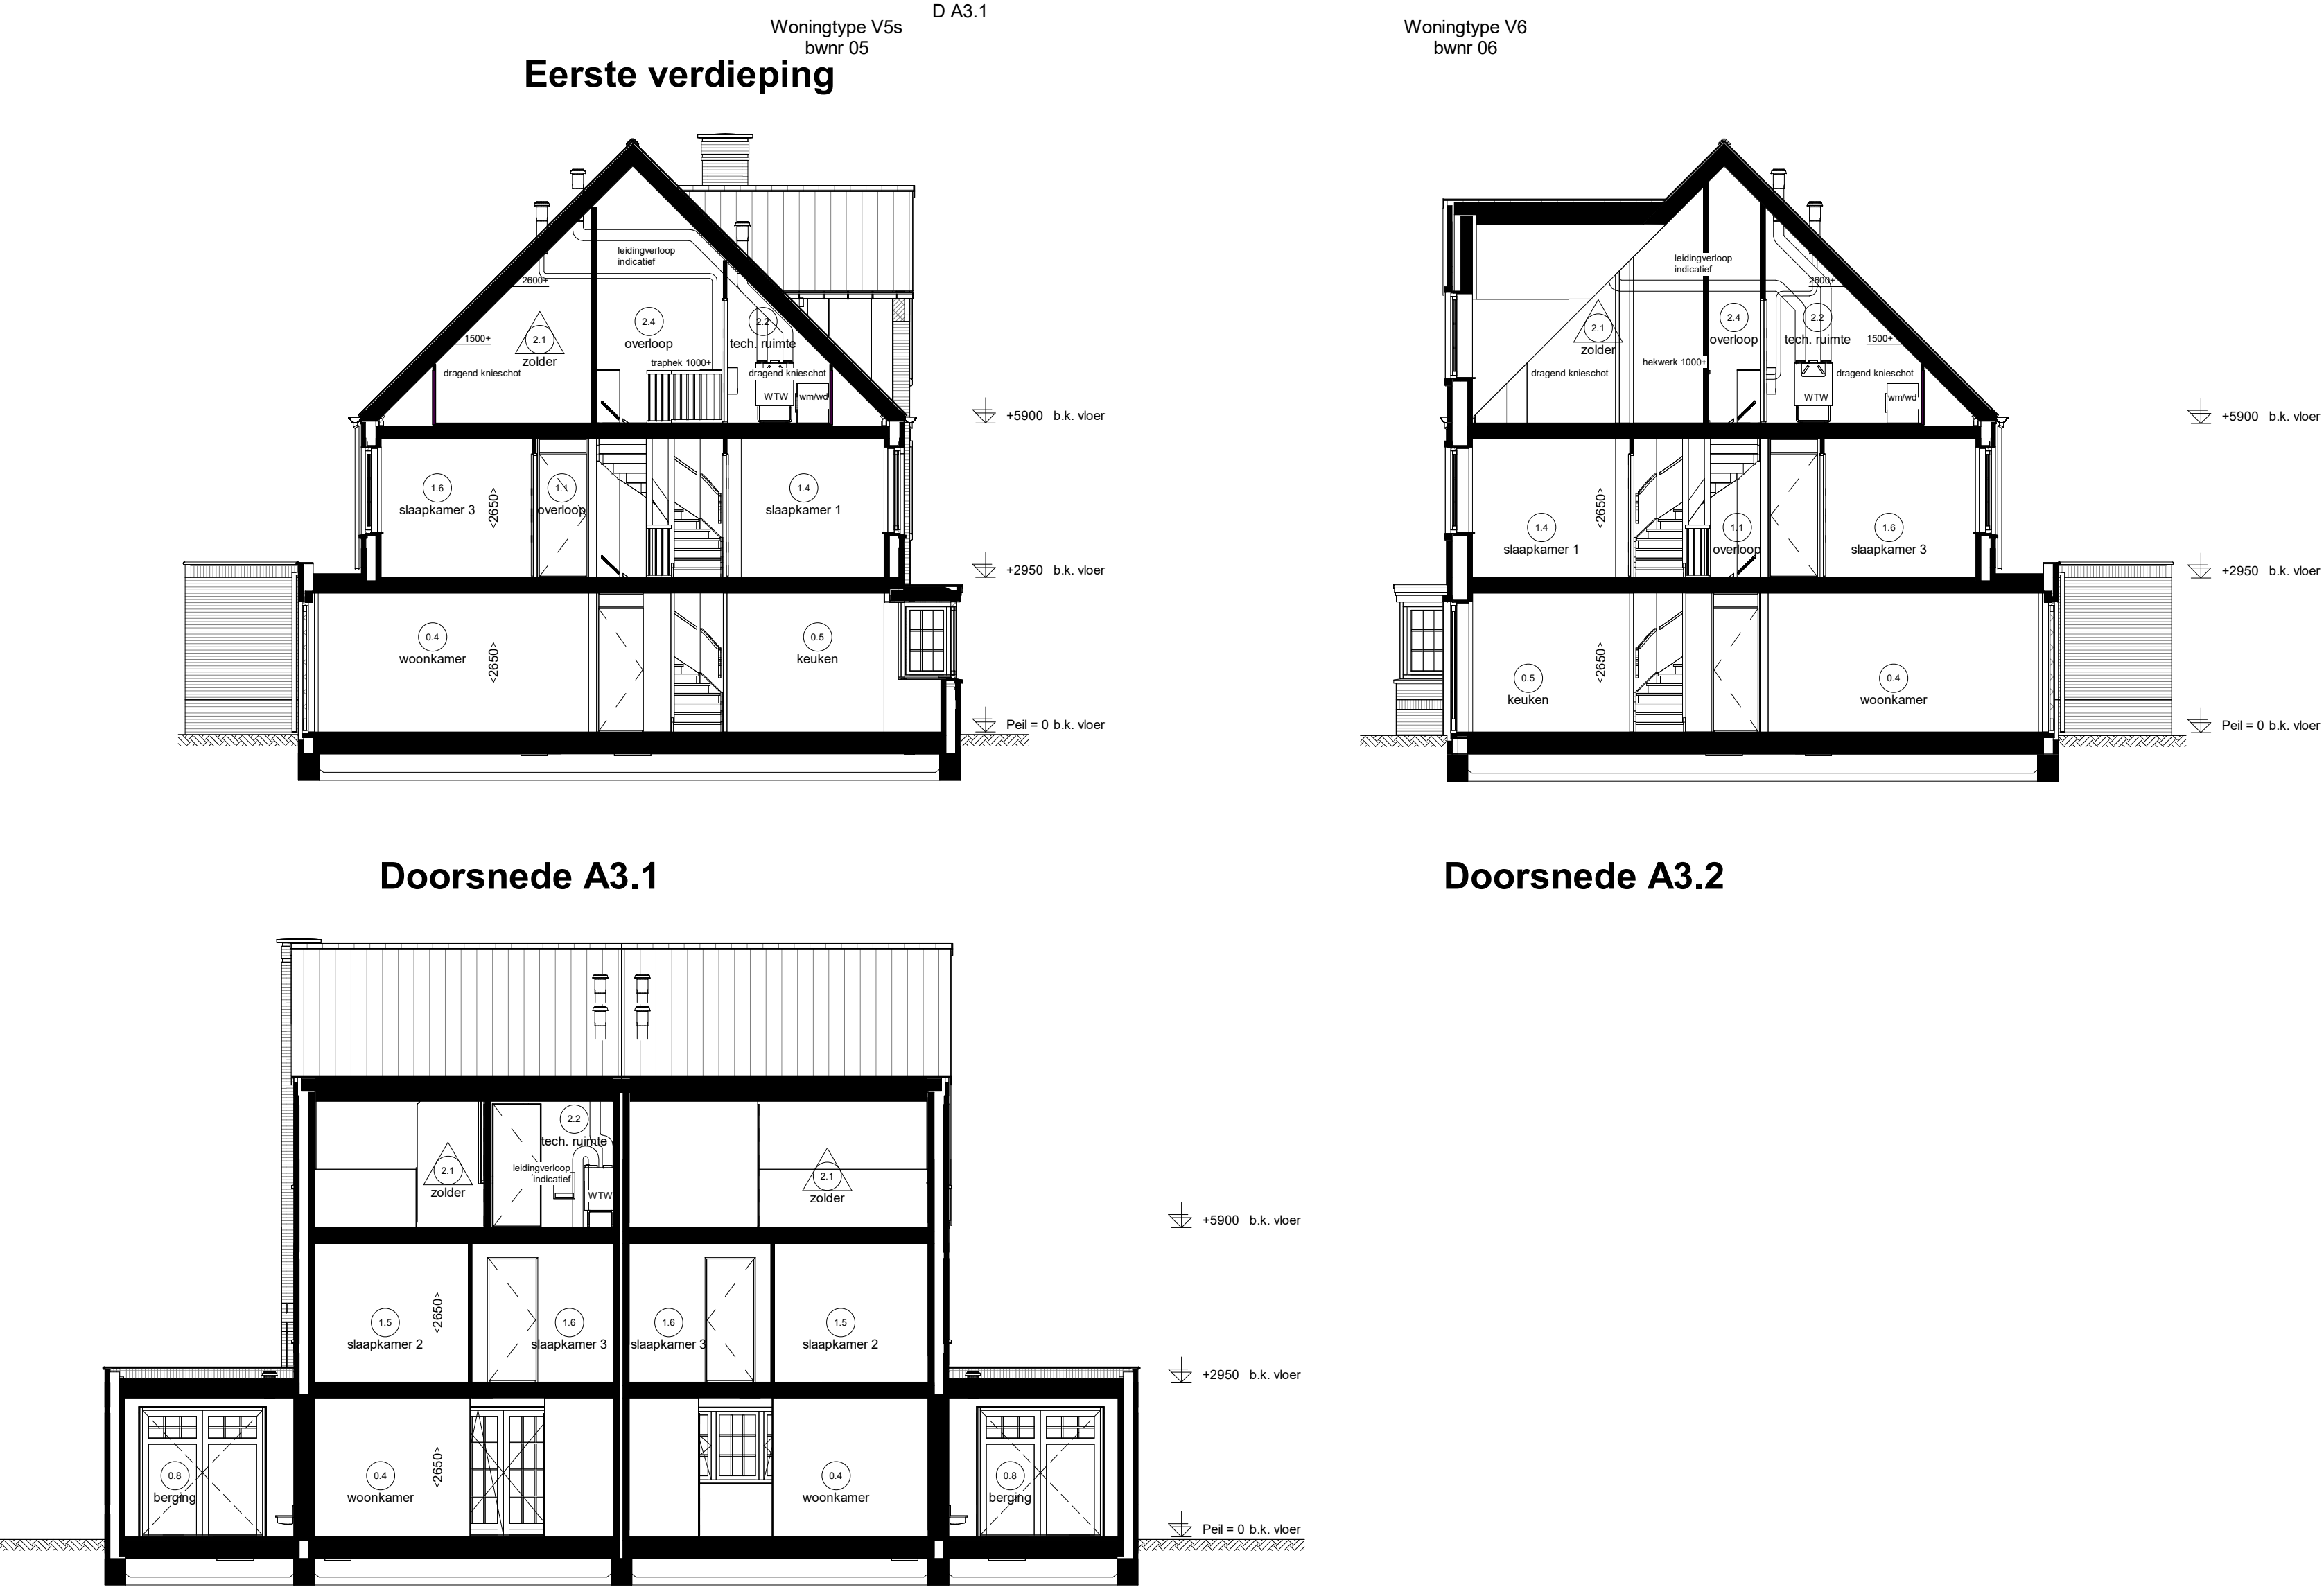 D A3.1
Woningtype V5s
bwnr 05
Woningtype V6
bwnr 06
Eerste verdieping
leidingverloop
indicatief
2600+
1500+
2.1
zolder
2.4
overloop
2.2
tech. ruimte
traphek 1000+
dragend knieschot
dragend knieschot
WTW
wm/wd
+5900 b.k. vloer
1.6
slaapkamer 3
<2650>
1.1
overloop
1.4
slaapkamer 1
+2950 b.k. vloer
0.4
woonkamer
<2650>
0.5
keuken
Peil = 0 b.k. vloer
leidingverloop
indicatief
2600+
2.1
zolder
2.4
overloop
2.2
tech. ruimte
1500+
hekwerk 1000+
dragend knieschot
dragend knieschot
WTW
wm/wd
+5900 b.k. vloer
1.4
slaapkamer 1
<2650>
1.1
overloop
1.6
slaapkamer 3
+2950 b.k. vloer
0.5
keuken
<2650>
0.4
woonkamer
Peil = 0 b.k. vloer
Doorsnede A3.1
Doorsnede A3.2
2.2
tech. ruimte
leidingverloop
indicatief
2.1
zolder
WTW
2.1
zolder
+5900 b.k. vloer
1.5
slaapkamer 2
<2650>
1.6
slaapkamer 3
1.6
slaapkamer 3
1.5
slaapkamer 2
+2950 b.k. vloer
0.8
berging
0.4
woonkamer
<2650>
0.4
woonkamer
0.8
berging
Peil = 0 b.k. vloer